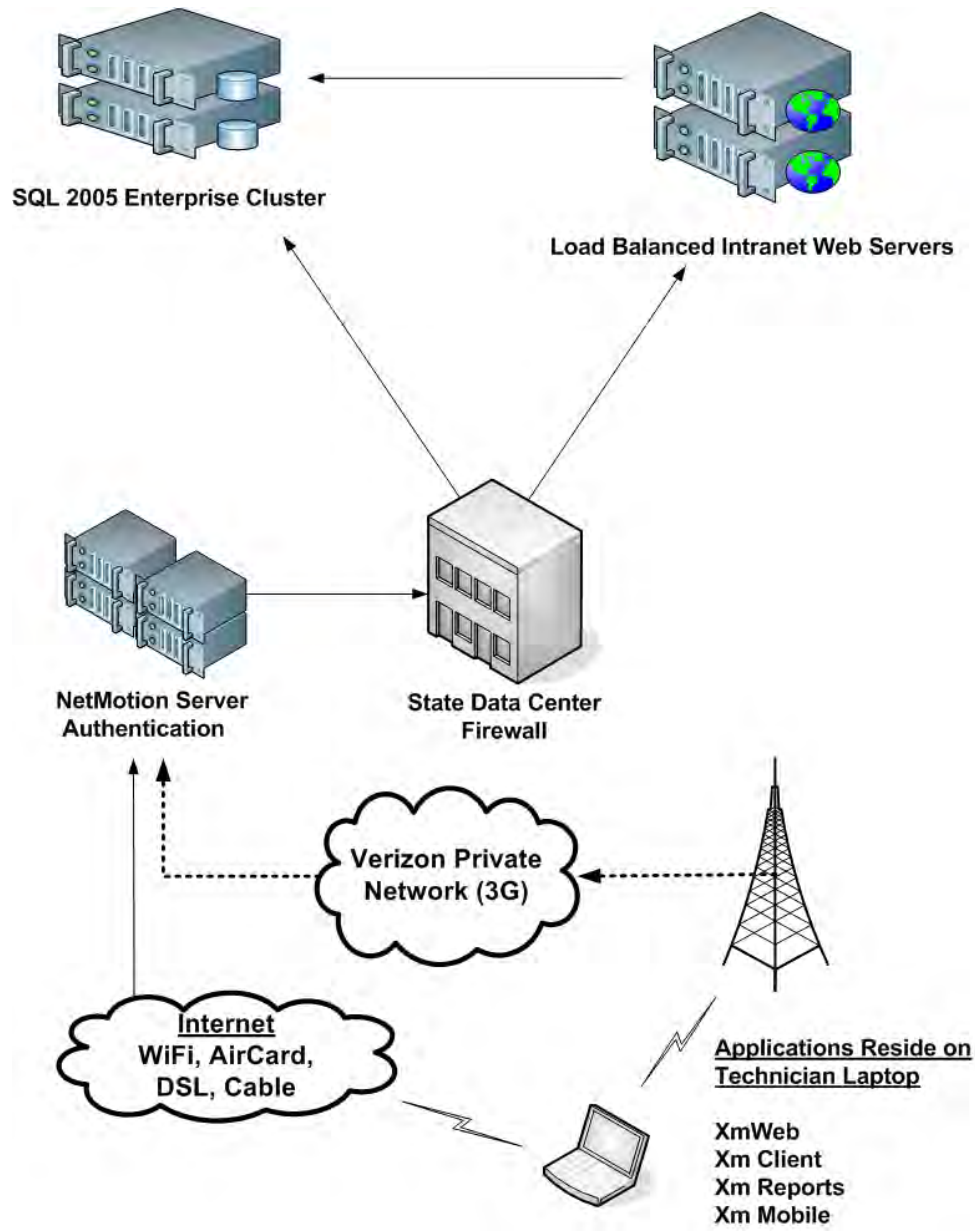 SQL 2005 Enterprise Cluster
Load Balanced Intranet Web Servers
NetMotion Server
Authentication
State Data Center
Firewall
Verizon Private
Network (3G)
Internet
WiFi, AirCard,
DSL, Cable
Applications Reside on
Technician Laptop
XmWeb
Xm Client
Xm Reports
Xm Mobile